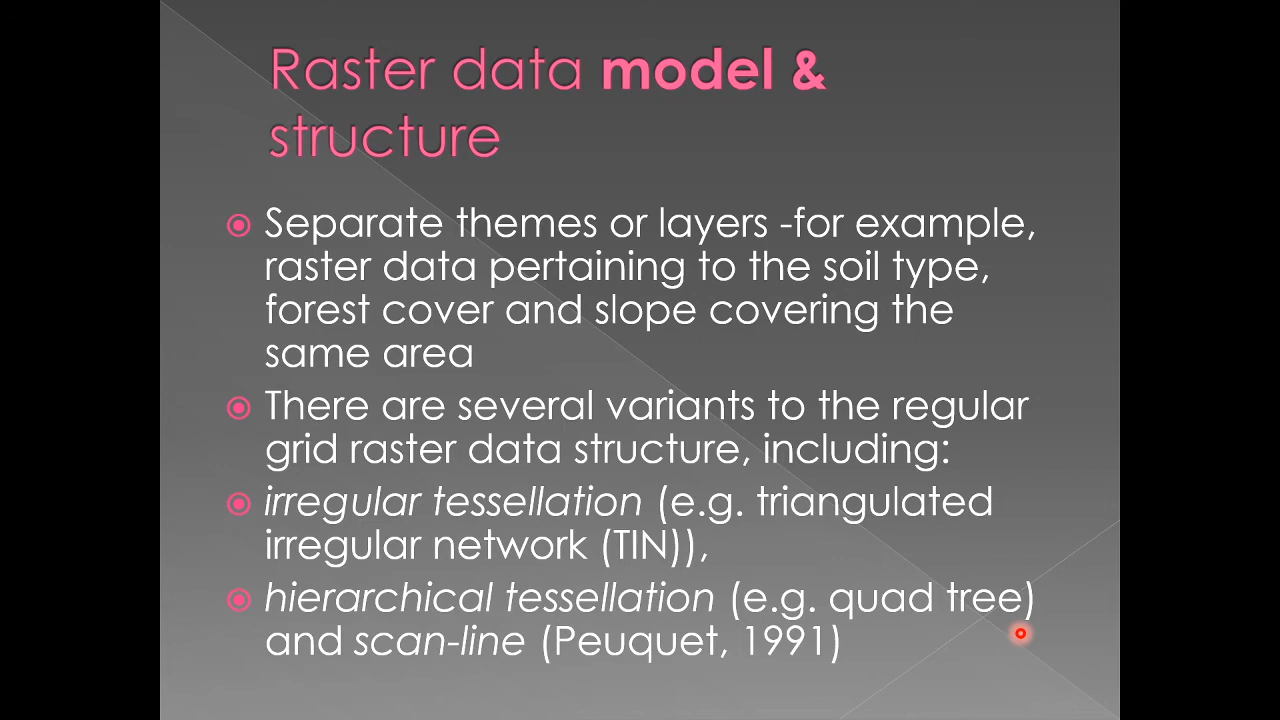 Raster data model &
structure
Separate themes or layers -for example,
raster data pertaining to the soil type,
forest cover and slope covering the
same area
There are several variants to the regular
grid raster data structure, including:
irregular tessellation (e.g. triangulated
irregular network (TIN)),
hierarchical tessellation (e.g. quad tree)
and scan-line (Peuquet, 1991)